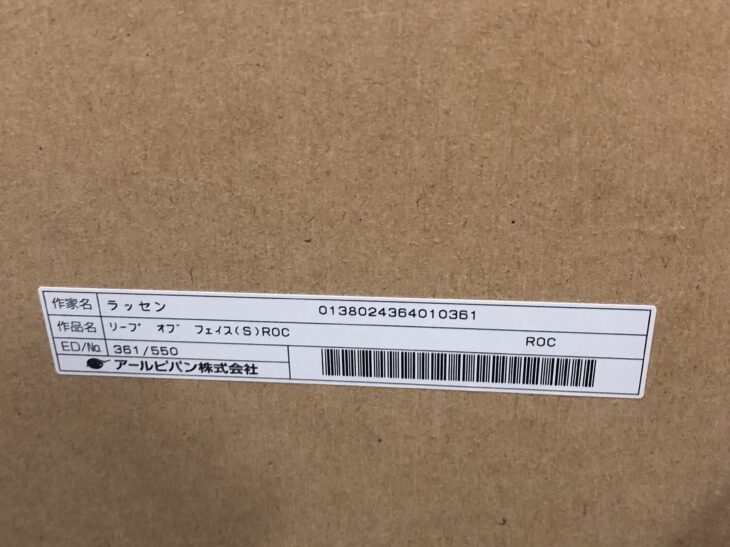 作家名 ラッセン 0138024364010361
作品名 リープ オブ フェイス(S)ROC ROC
ED/No. 361/550
アールビバン株式会社